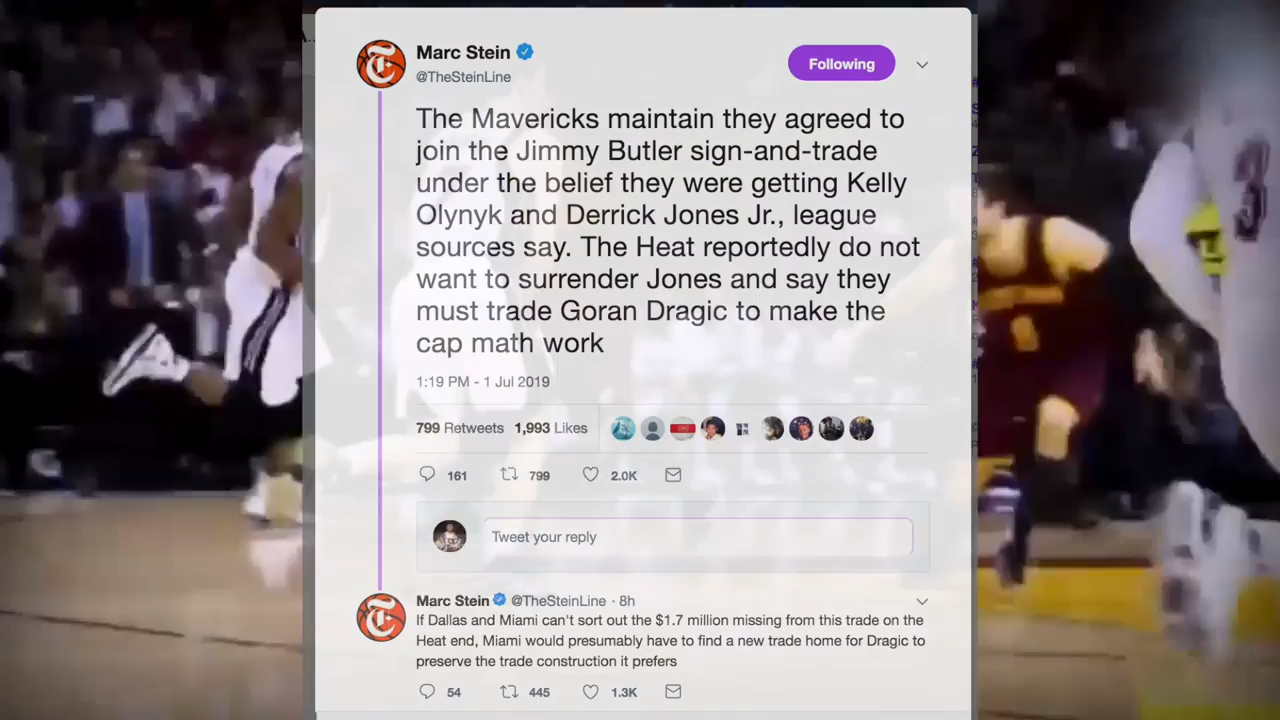 Marc Stein
@TheSteinLine
Following
The Mavericks maintain they agreed to
join the Jimmy Butler sign-and-trade
under the belief they were getting Kelly
Olynyk and Derrick Jones Jr., league
sources say. The Heat reportedly do not
want to surrender Jones and say they
must trade Goran Dragic to make the
cap math work
1:19 PM - 1 Jul 2019
799 Retweets 1,993 Likes
161 799 2.0K
Tweet your reply
Marc Stein @TheSteinLine · 8h
If Dallas and Miami can't sort out the $1.7 million missing from this trade on the
Heat end, Miami would presumably have to find a new trade home for Dragic to
preserve the trade construction it prefers
54 445 1.3K
3